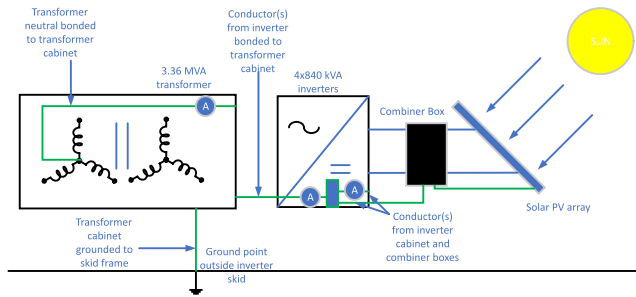 Transformer
neutral bonded
to transformer
cabinet
Conductor(s)
from inverter
bonded to
transformer
cabinet
SUN
3.36 MVA
transformer
4x840 kVA
inverters
A
Combiner Box
A
A
Solar PV array
Transformer
cabinet
grounded to
skid frame
Ground point
outside inverter
skid
Conductor(s)
from inverter
cabinet and
combiner boxes